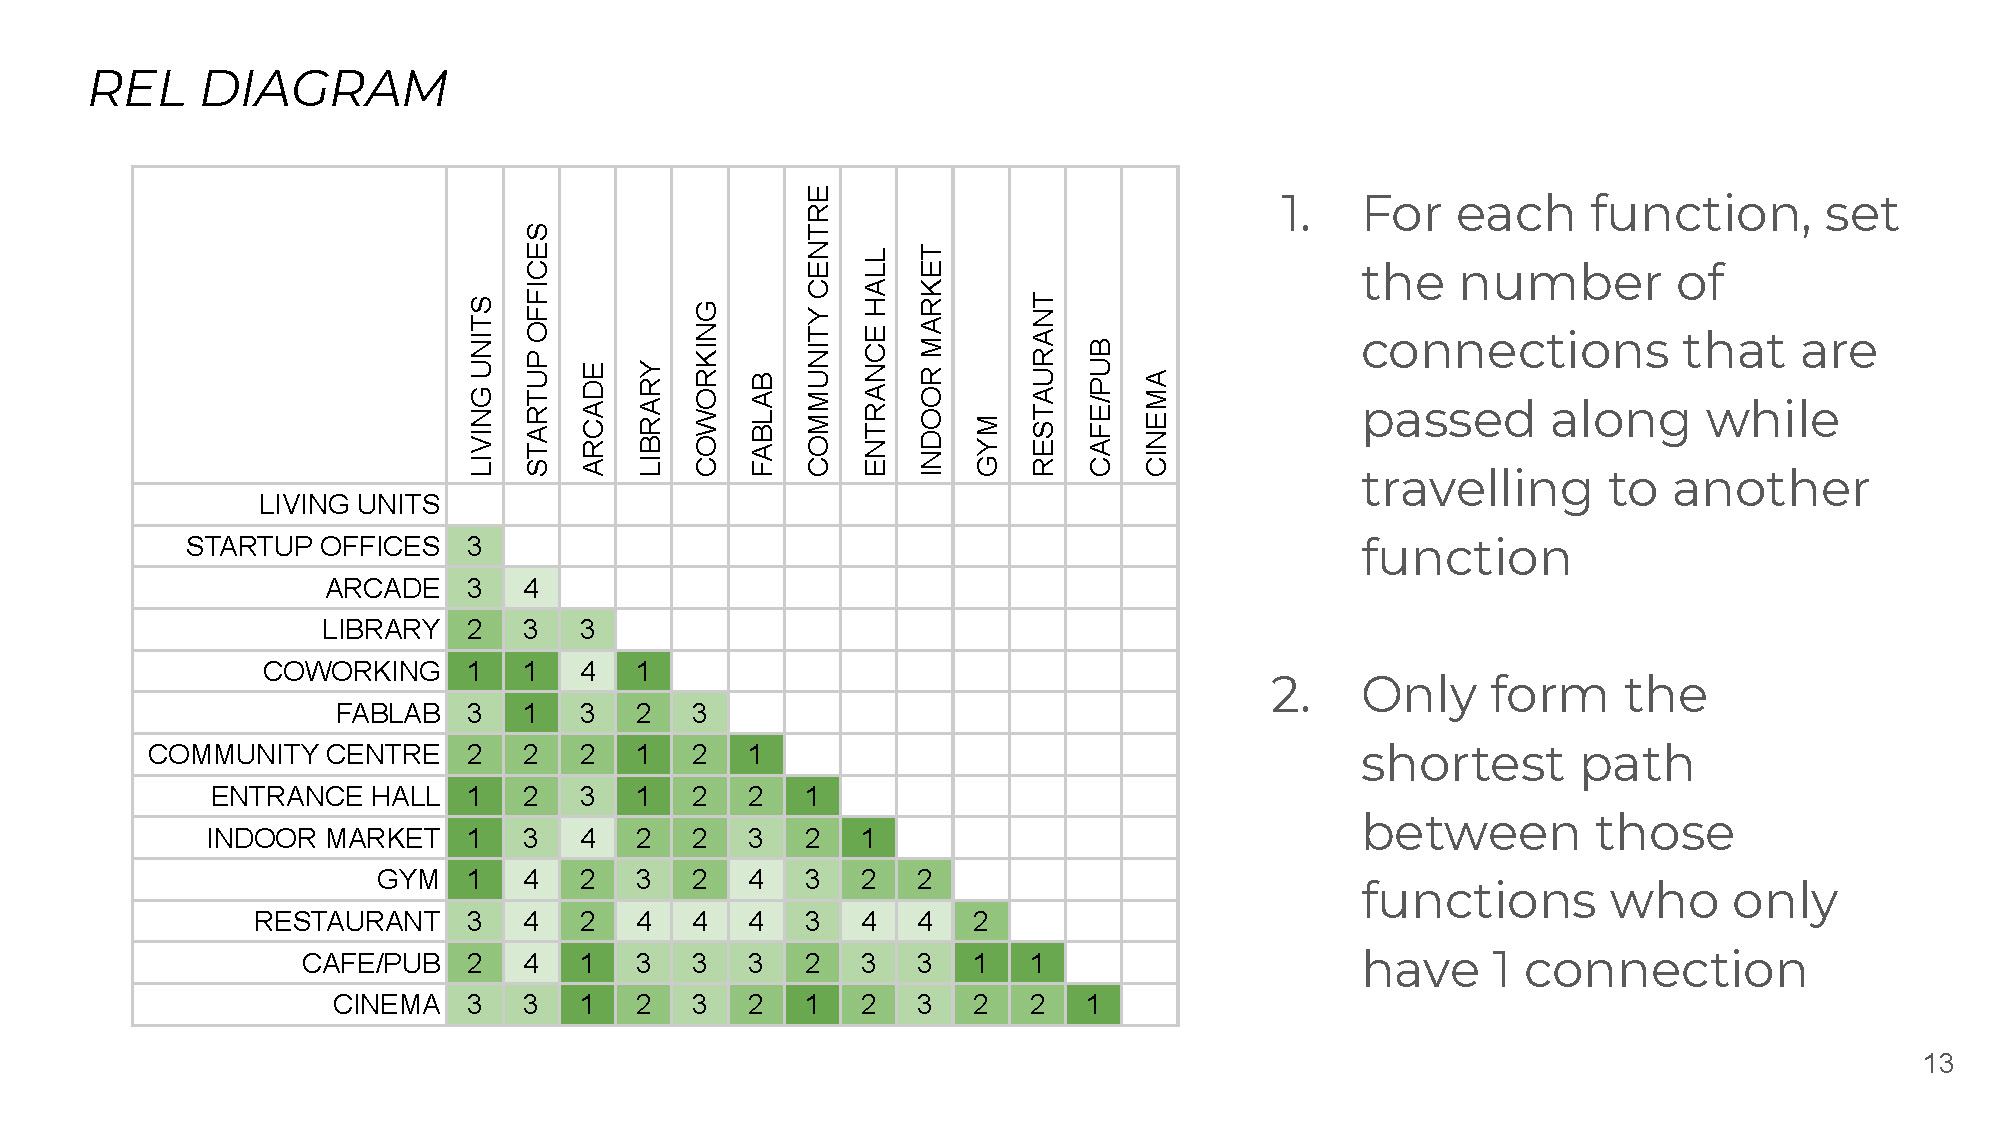 REL DIAGRAM
LIVING UNITS STARTUP OFFICES ARCADE LIBRARY COWORKING FABLAB COMMUNITY CENTRE ENTRANCE HALL INDOOR MARKET GYM RESTAURANT CAFE/PUB CINEMA
LIVING UNITS
STARTUP OFFICES 3
ARCADE 3 4
LIBRARY 2 3 3
COWORKING 1 1 4 1
FABLAB 3 1 3 2 3
COMMUNITY CENTRE 2 2 2 1 2 1
ENTRANCE HALL 1 2 3 1 2 2 1
INDOOR MARKET 1 3 4 2 2 3 2 1
GYM 1 4 2 3 2 4 3 2 2
RESTAURANT 3 4 2 4 4 4 3 4 4 2
CAFE/PUB 2 4 1 3 3 3 2 3 3 1 1
CINEMA 3 3 1 2 3 2 1 2 3 2 2 1
1. For each function, set
the number of
connections that are
passed along while
travelling to another
function
2. Only form the
shortest path
between those
functions who only
have 1 connection
13